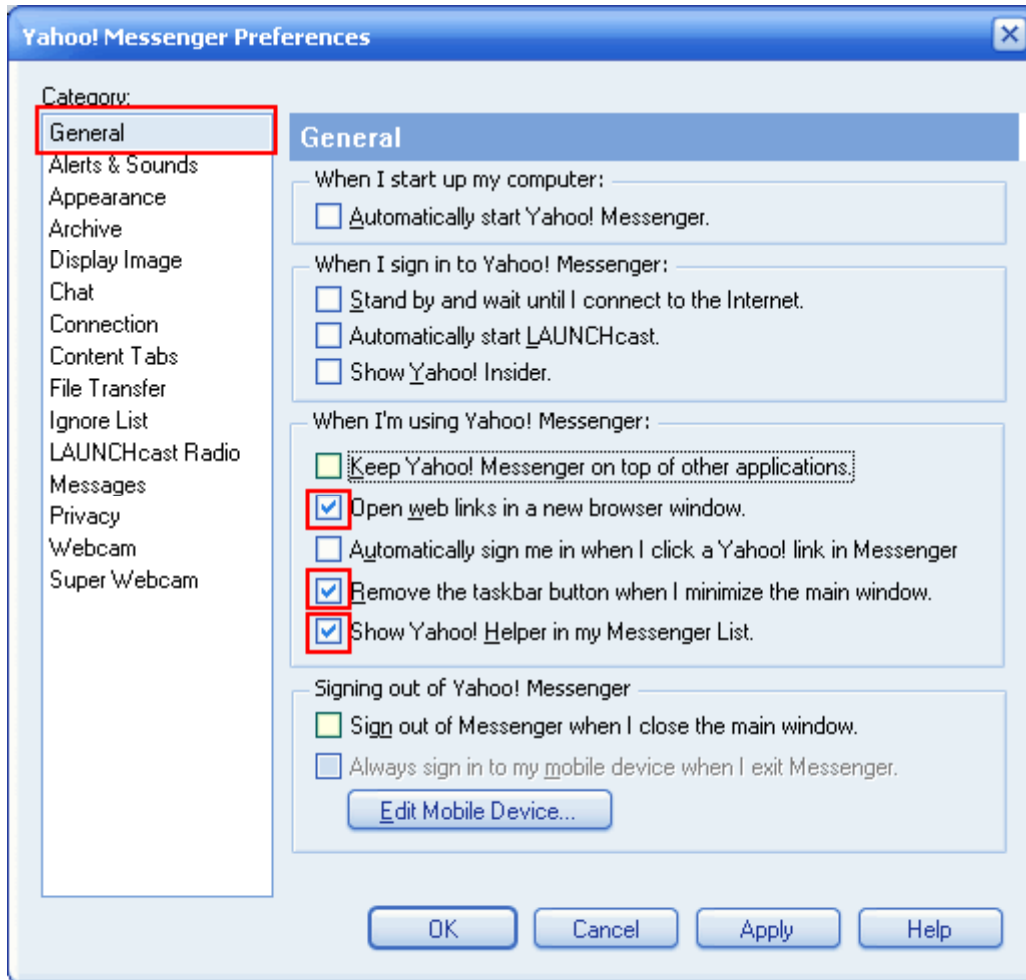 Yahoo! Messenger Preferences
Category:
General
Alerts & Sounds
Appearance
Archive
Display Image
Chat
Connection
Content Tabs
File Transfer
Ignore List
LAUNCHcast Radio
Messages
Privacy
Webcam
Super Webcam
General
When I start up my computer:
Automatically start Yahoo! Messenger.
When I sign in to Yahoo! Messenger:
Stand by and wait until I connect to the Internet.
Automatically start LAUNCHcast.
Show Yahoo! Insider.
When I'm using Yahoo! Messenger:
Keep Yahoo! Messenger on top of other applications.
Open web links in a new browser window.
Automatically sign me in when I click a Yahoo! link in Messenger
Remove the taskbar button when I minimize the main window.
Show Yahoo! Helper in my Messenger List.
Signing out of Yahoo! Messenger
Sign out of Messenger when I close the main window.
Always sign in to my mobile device when I exit Messenger.
Edit Mobile Device...
OK
Cancel
Apply
Help